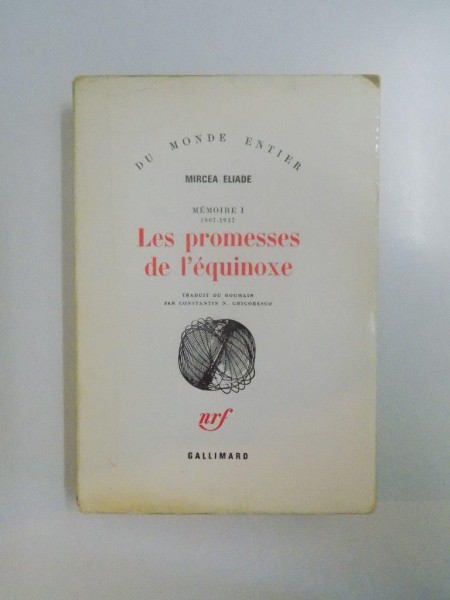 DU MONDE ENTIER
MIRCEA ELIADE
MÉMOIRE I
1907-1937
Les promesses
de l'équinoxe
TRADUIT DU ROUMAIN
PAR CONSTANTIN N. GRIGORESCO
nrf
GALLIMARD